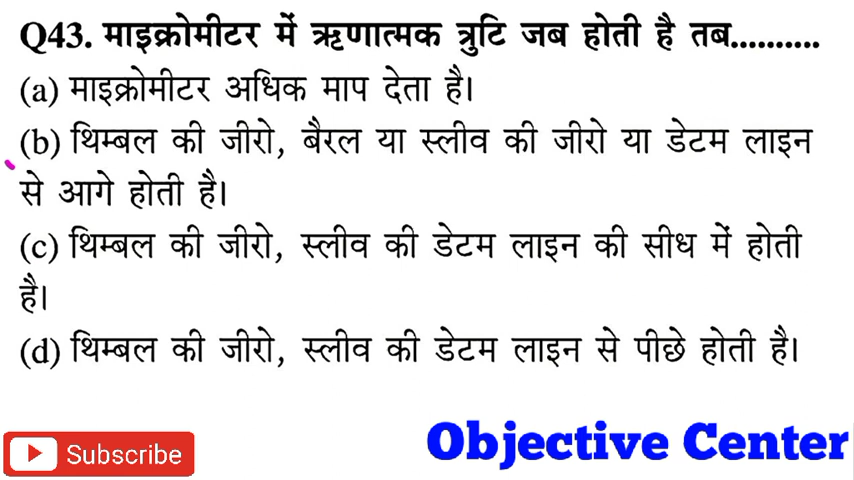 Q43. माइक्रोमीटर में ऋणात्मक त्रुटि जब होती है तब..........
(a) माइक्रोमीटर अधिक माप देता है।
(b) थिम्बल की जीरो, बैरल या स्लीव की जीरो या डेटम लाइन
से आगे होती है।
(c) थिम्बल की जीरो, स्लीव की डेटम लाइन की सीध में होती
है।
(d) थिम्बल की जीरो, स्लीव की डेटम लाइन से पीछे होती है।
Subscribe
Objective Center